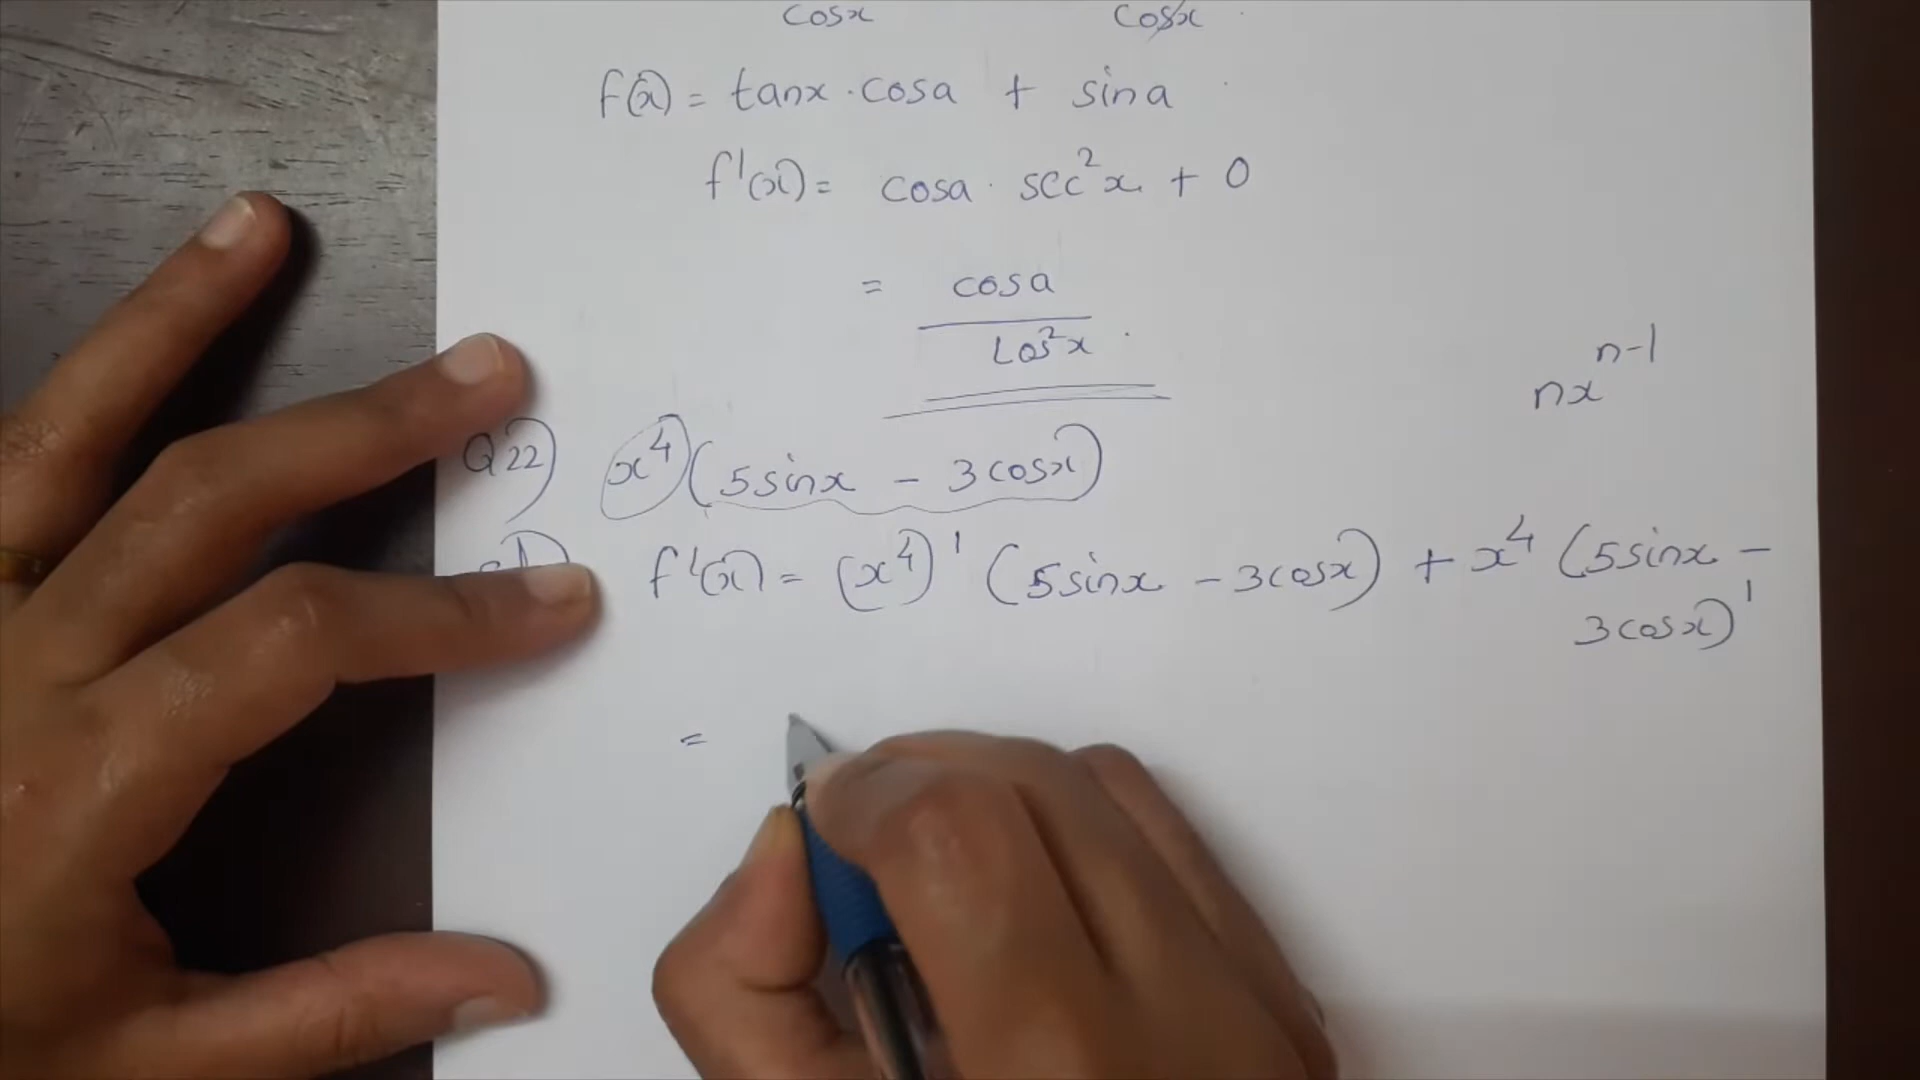 cosx cosx
f(x) = tanx · cosa + sina
f'(x) = cosa · sec²x + 0
= cosa
cos²x
nxⁿ⁻¹
Q22) x⁴ (5sinx - 3cosx)
f'(x) = (x⁴)' (5sinx - 3cosx) + x⁴ (5sinx -
3cosx)'
=